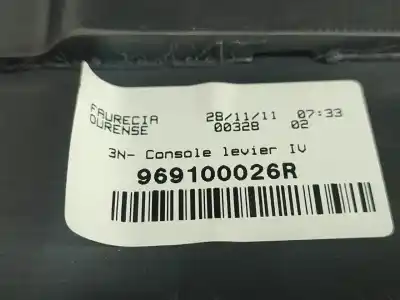 FAURECIA 28/11/11 07:33
OURENSE 00328 02
3N- Console levier IV
969100026R